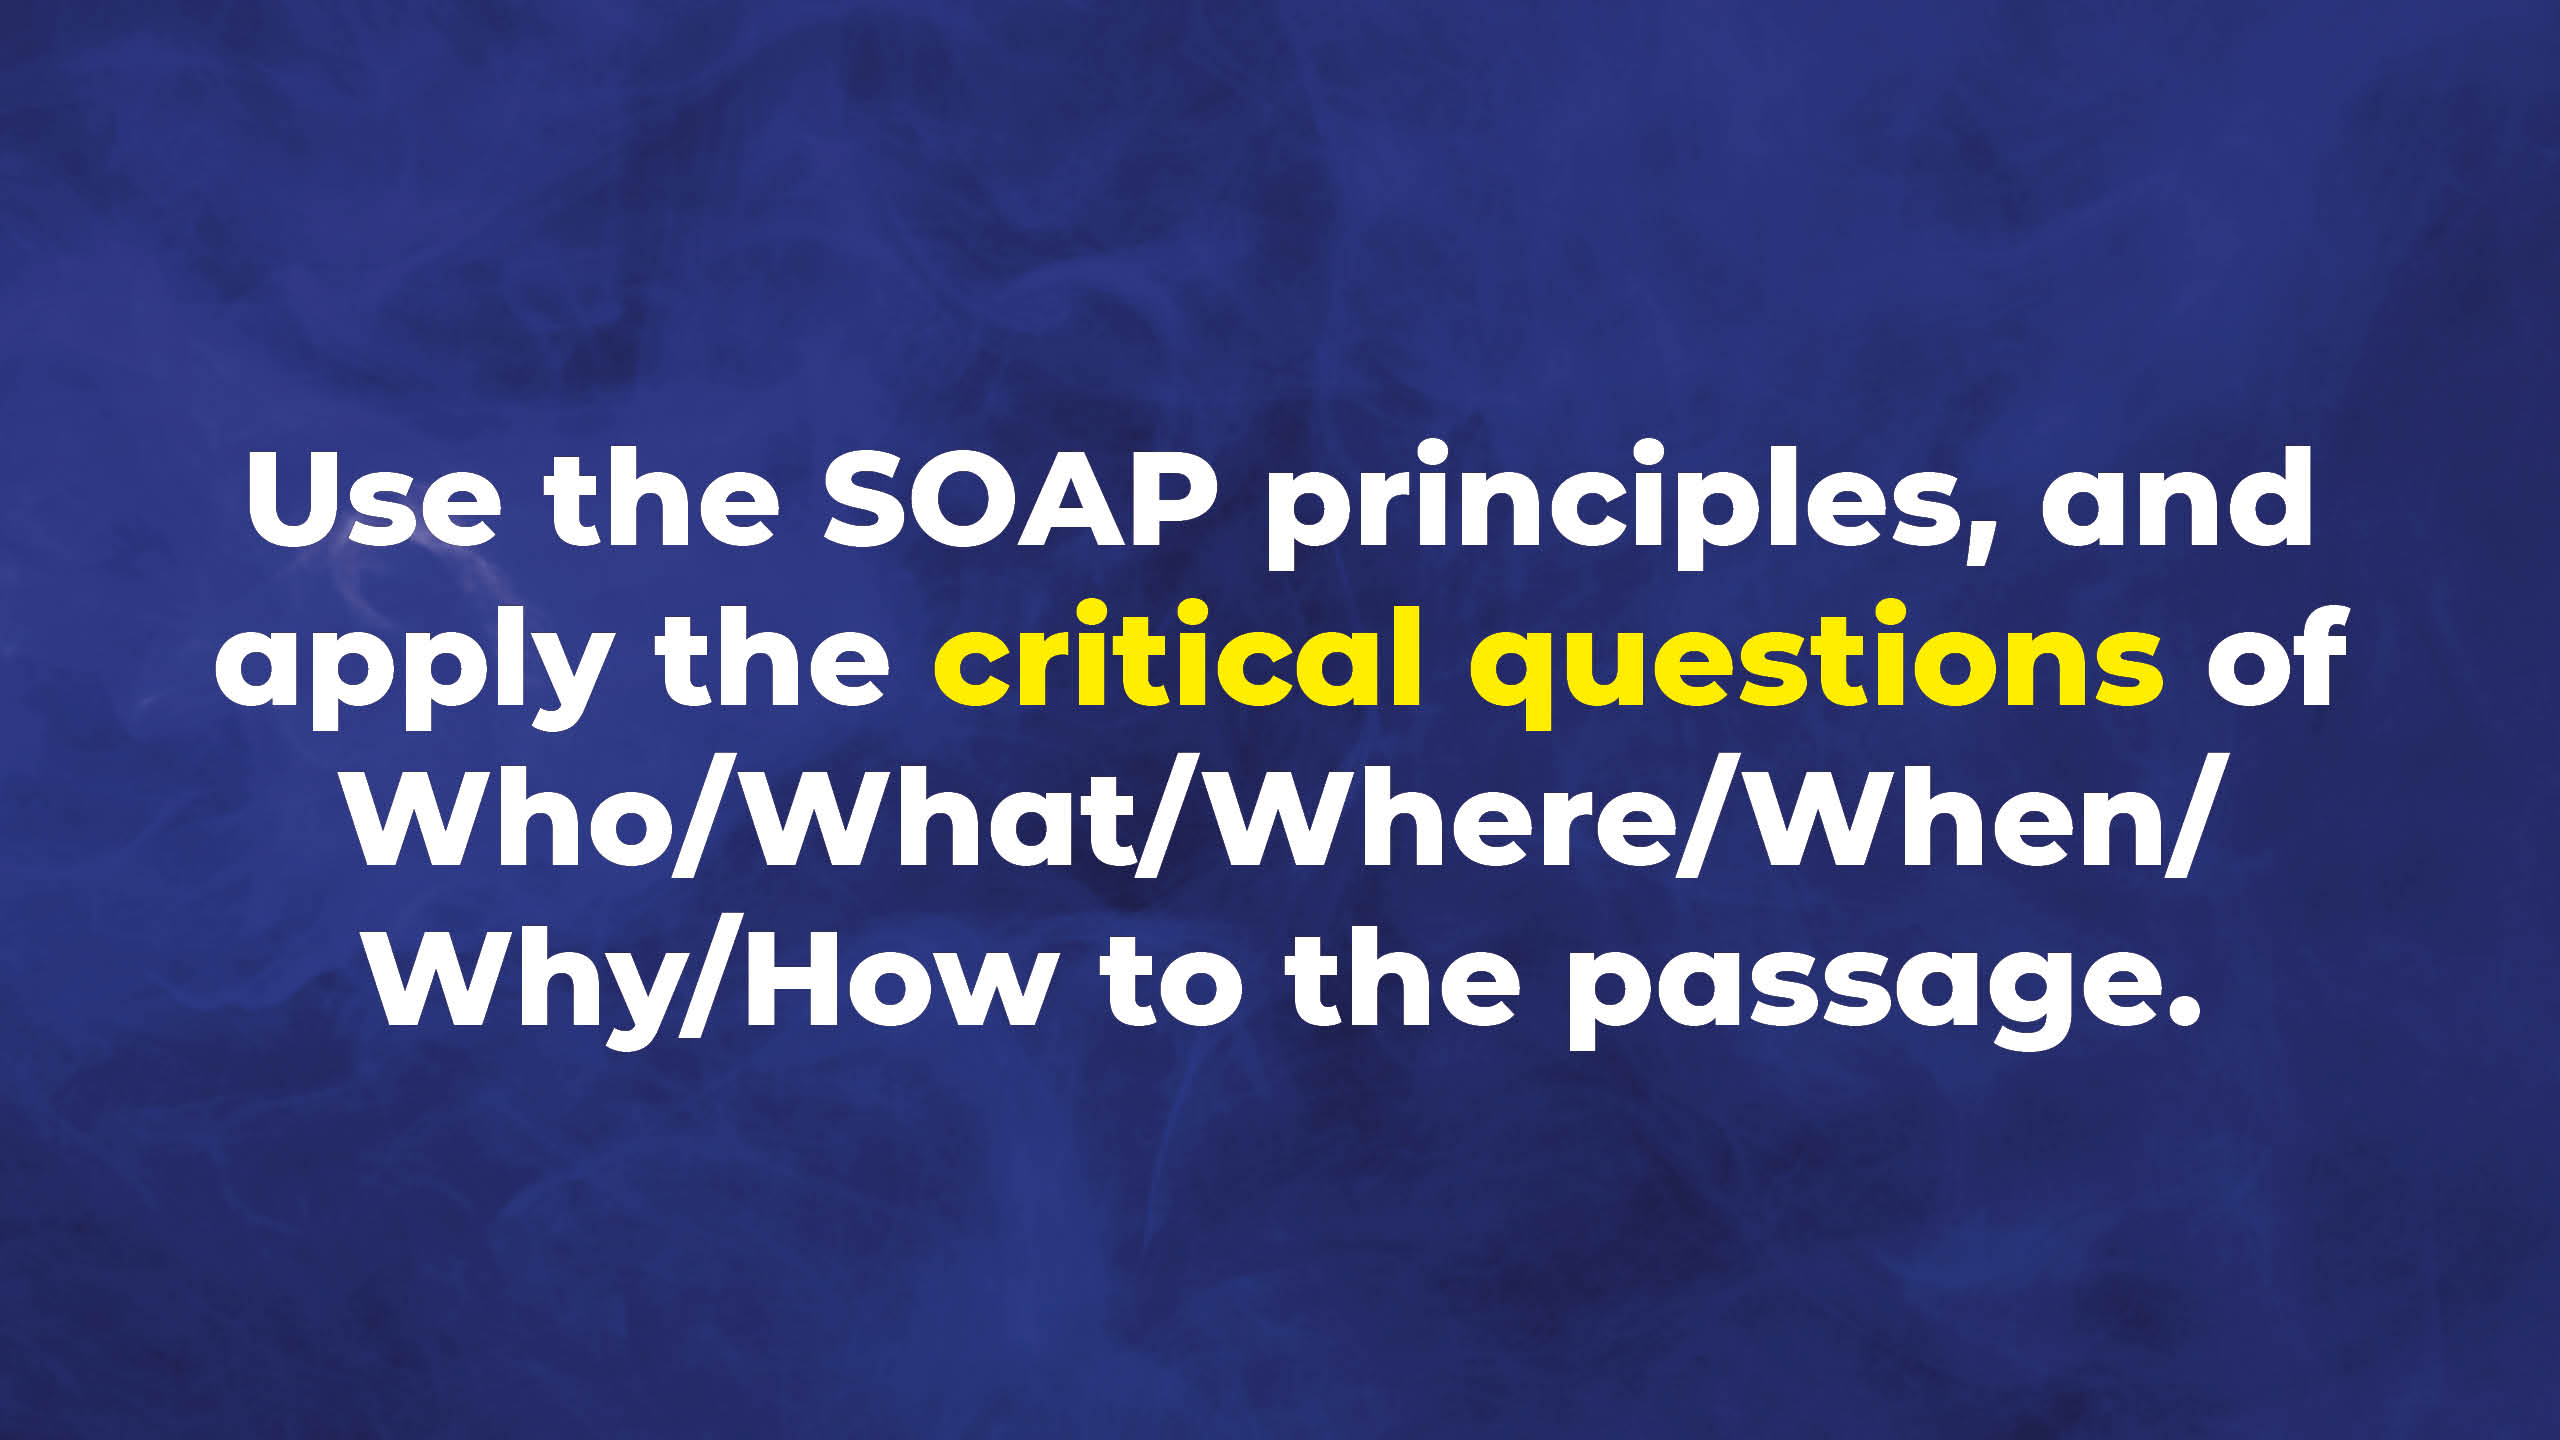 Use the SOAP principles, and
apply the critical questions of
Who/What/Where/When/
Why/How to the passage.